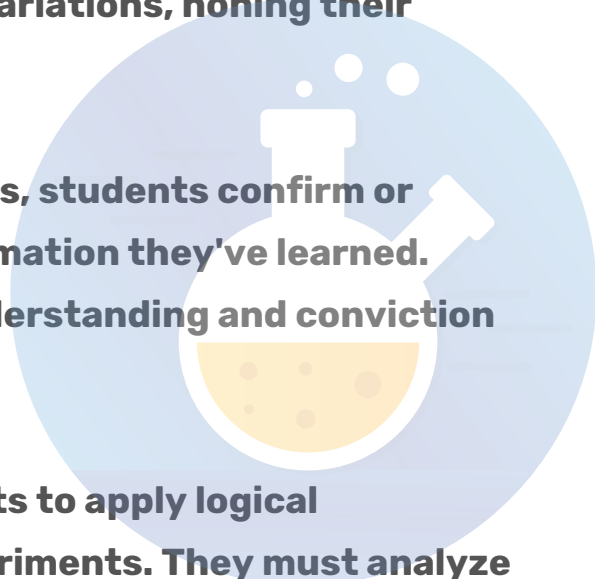 ariations, honing their
s, students confirm or
mation they've learned.
derstanding and conviction
ts to apply logical
riments. They must analyze